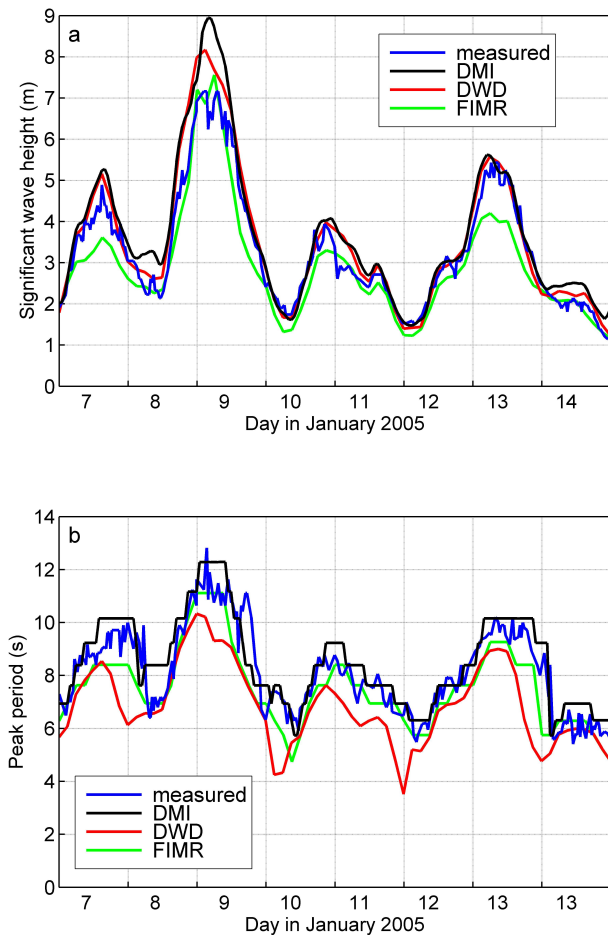 9
8
7
6
5
4
3
2
1
0
Significant wave height (m)
a
measured
DMI
DWD
FIMR
7 8 9 10 11 12 13 14
Day in January 2005
14
12
10
8
6
4
2
0
Peak period (s)
b
measured
DMI
DWD
FIMR
7 8 9 10 11 12 13 13
Day in January 2005